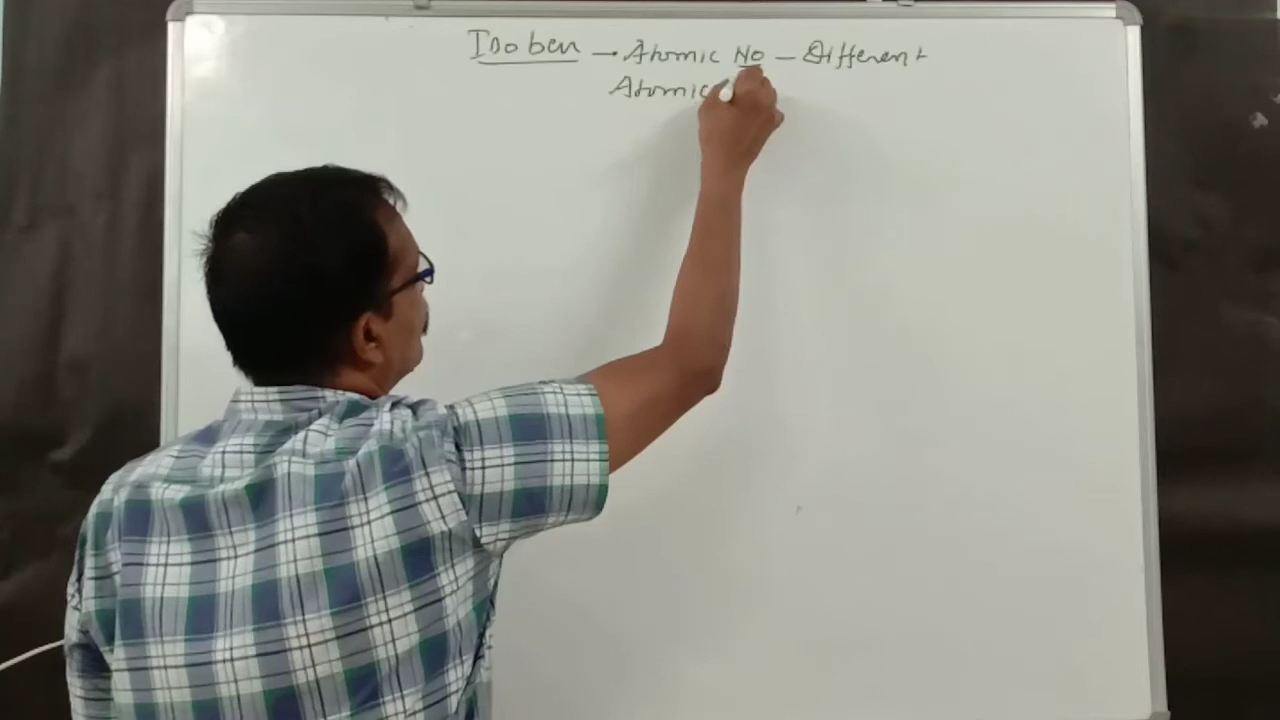 Isoben → Atomic No – Different
Atomic